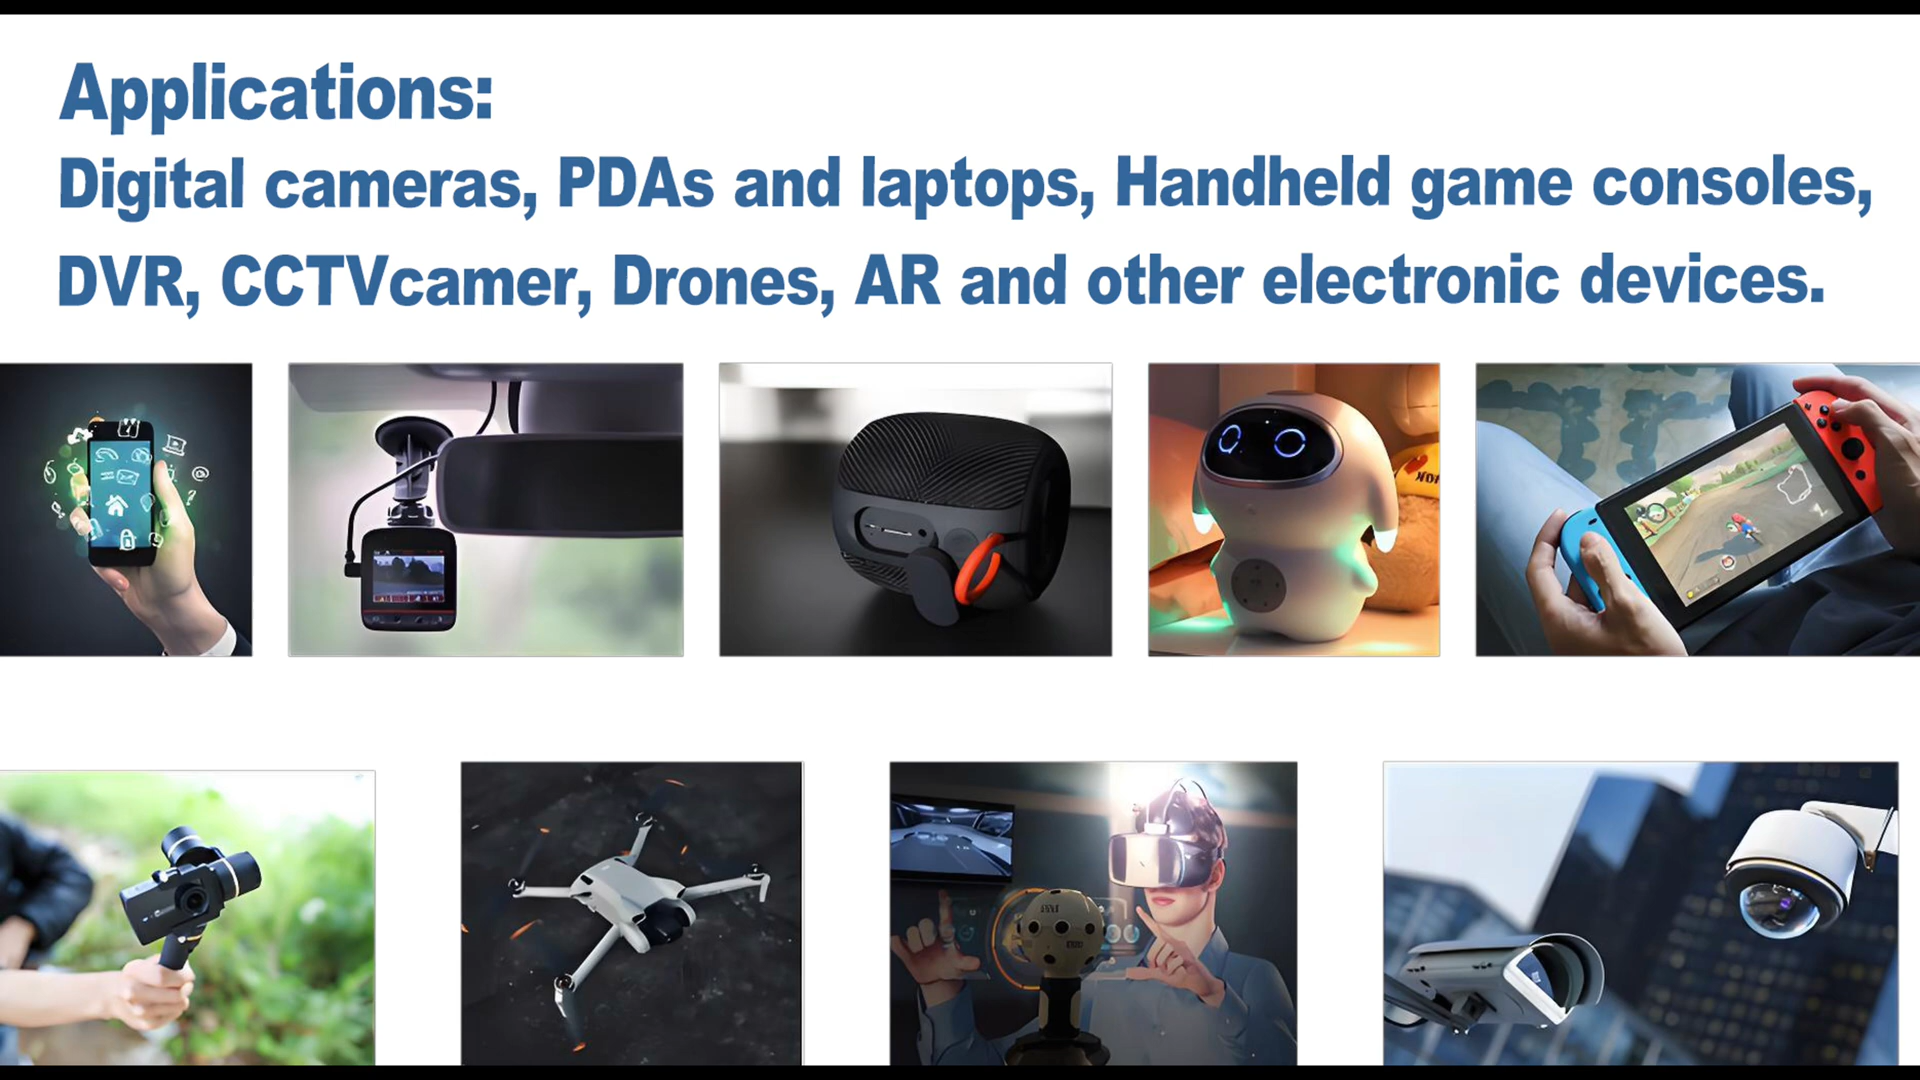 Applications:
Digital cameras, PDAs and laptops, Handheld game consoles,
DVR, CCTVcamer, Drones, AR and other electronic devices.